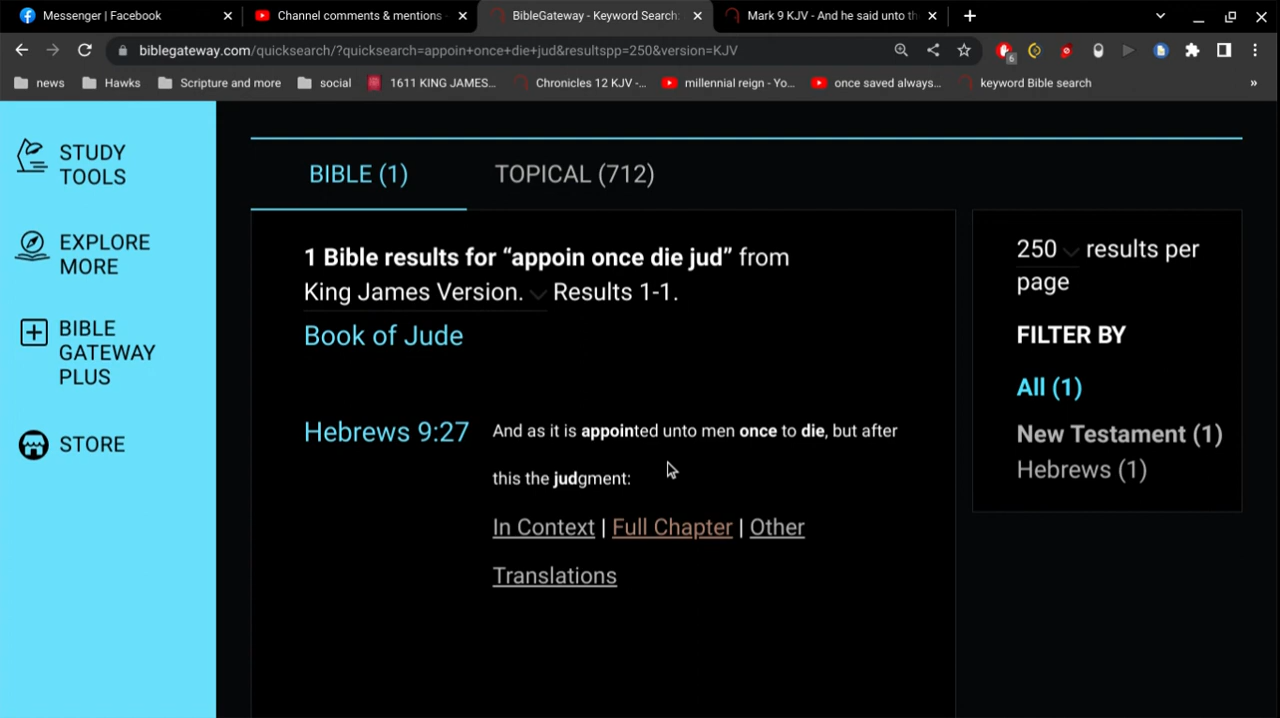 Messenger | Facebook
Channel comments & mentions -
BibleGateway - Keyword Search:
Mark 9 KJV - And he said unto th
biblegateway.com/quicksearch/?quicksearch=appoin+once+die+jud&resultspp=250&version=KJV
6
news
Hawks
Scripture and more
social
1611 KING JAMES...
Chronicles 12 KJV -...
millennial reign - Yo...
once saved always...
keyword Bible search
»
STUDY
TOOLS
EXPLORE
MORE
BIBLE
GATEWAY
PLUS
STORE
BIBLE (1)
TOPICAL (712)
1 Bible results for “appoin once die jud” from
King James Version. Results 1-1.
Book of Jude
Hebrews 9:27
And as it is appointed unto men once to die, but after
this the judgment:
In Context | Full Chapter | Other
Translations
250 results per
page
FILTER BY
All (1)
New Testament (1)
Hebrews (1)